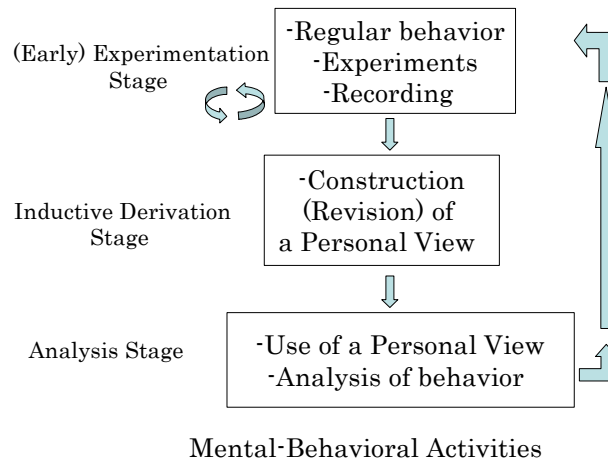 (Early) Experimentation
Stage
-Regular behavior
-Experiments
-Recording
Inductive Derivation
Stage
-Construction
(Revision) of
a Personal View
Analysis Stage
-Use of a Personal View
-Analysis of behavior
Mental-Behavioral Activities